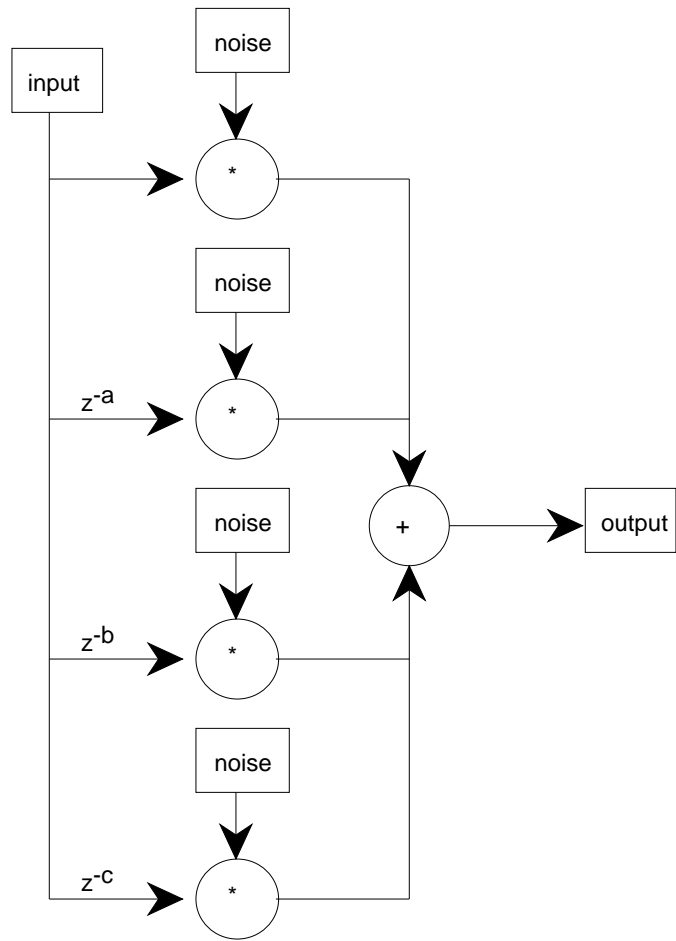 noise
input
*
noise
z-a
*
noise
+
output
z-b
*
noise
z-c
*